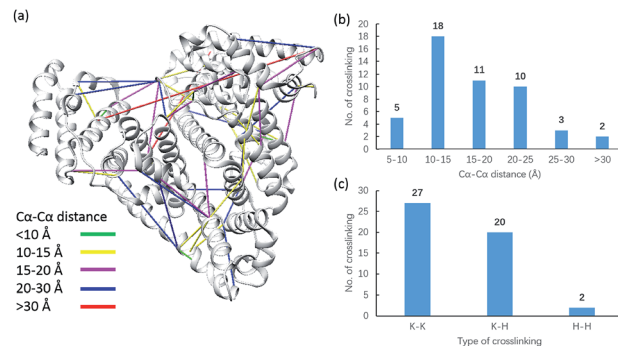 (a)
Cα-Cα distance
<10 Å
10-15 Å
15-20 Å
20-30 Å
>30 Å
(b)
No. of crosslinking
20
18
16
14
12
10
8
6
4
2
0
5
18
11
10
3
2
5-10
10-15
15-20
20-25
25-30
>30
Cα-Cα distance (Å)
(c)
No. of crosslinking
30
25
20
15
10
5
0
27
20
2
K-K
K-H
H-H
Type of crosslinking